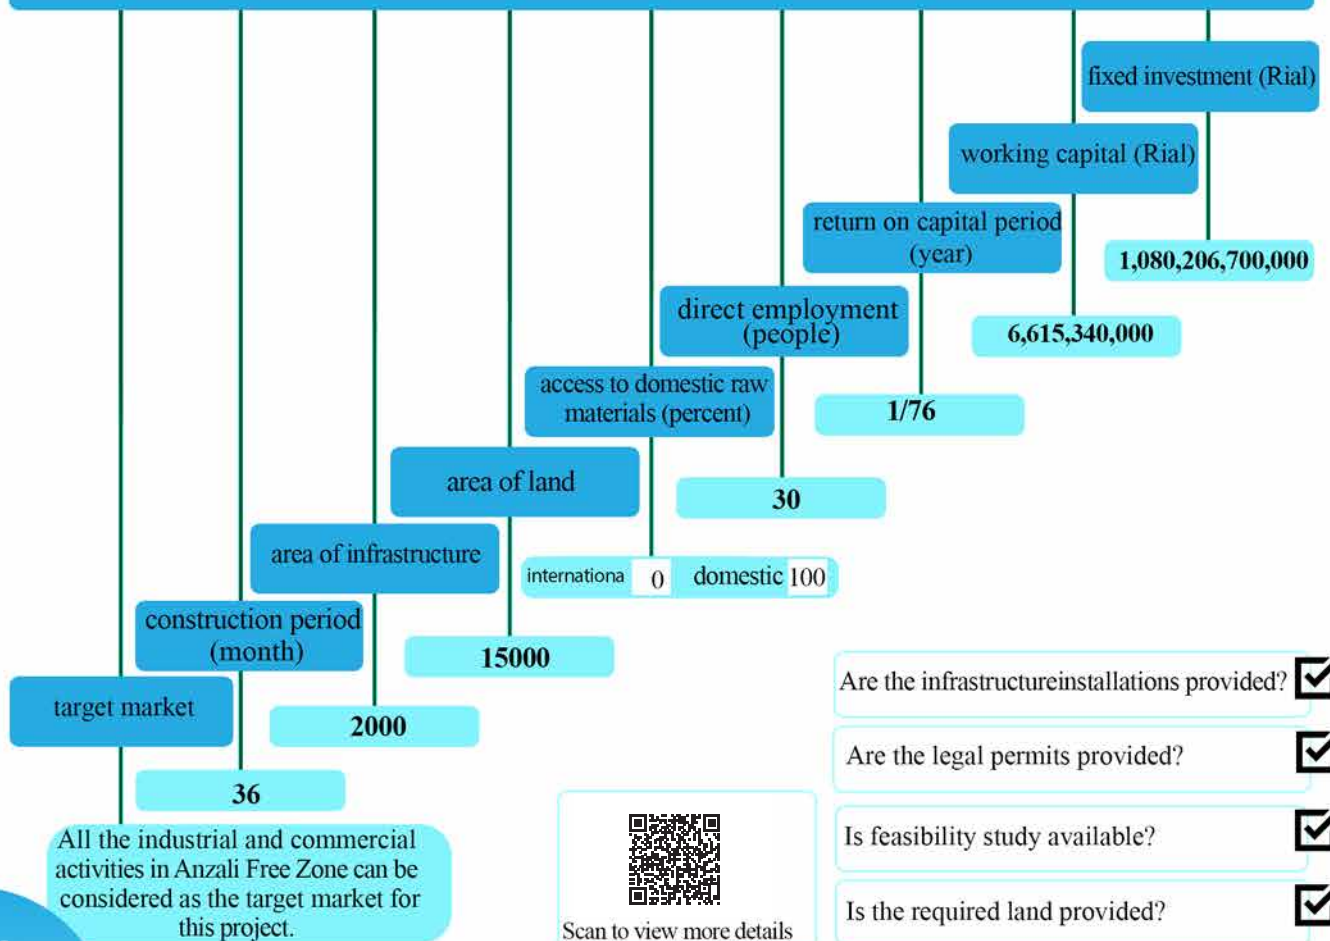 fixed investment (Rial)
1,080,206,700,000
working capital (Rial)
6,615,340,000
return on capital period
(year)
1/76
direct employment
(people)
30
access to domestic raw
materials (percent)
internationa 0 domestic 100
area of land
15000
area of infrastructure
2000
construction period
(month)
36
target market
All the industrial and commercial
activities in Anzali Free Zone can be
considered as the target market for
this project.
Scan to view more details
Are the infrastructureinstallations provided?
Are the legal permits provided?
Is feasibility study available?
Is the required land provided?